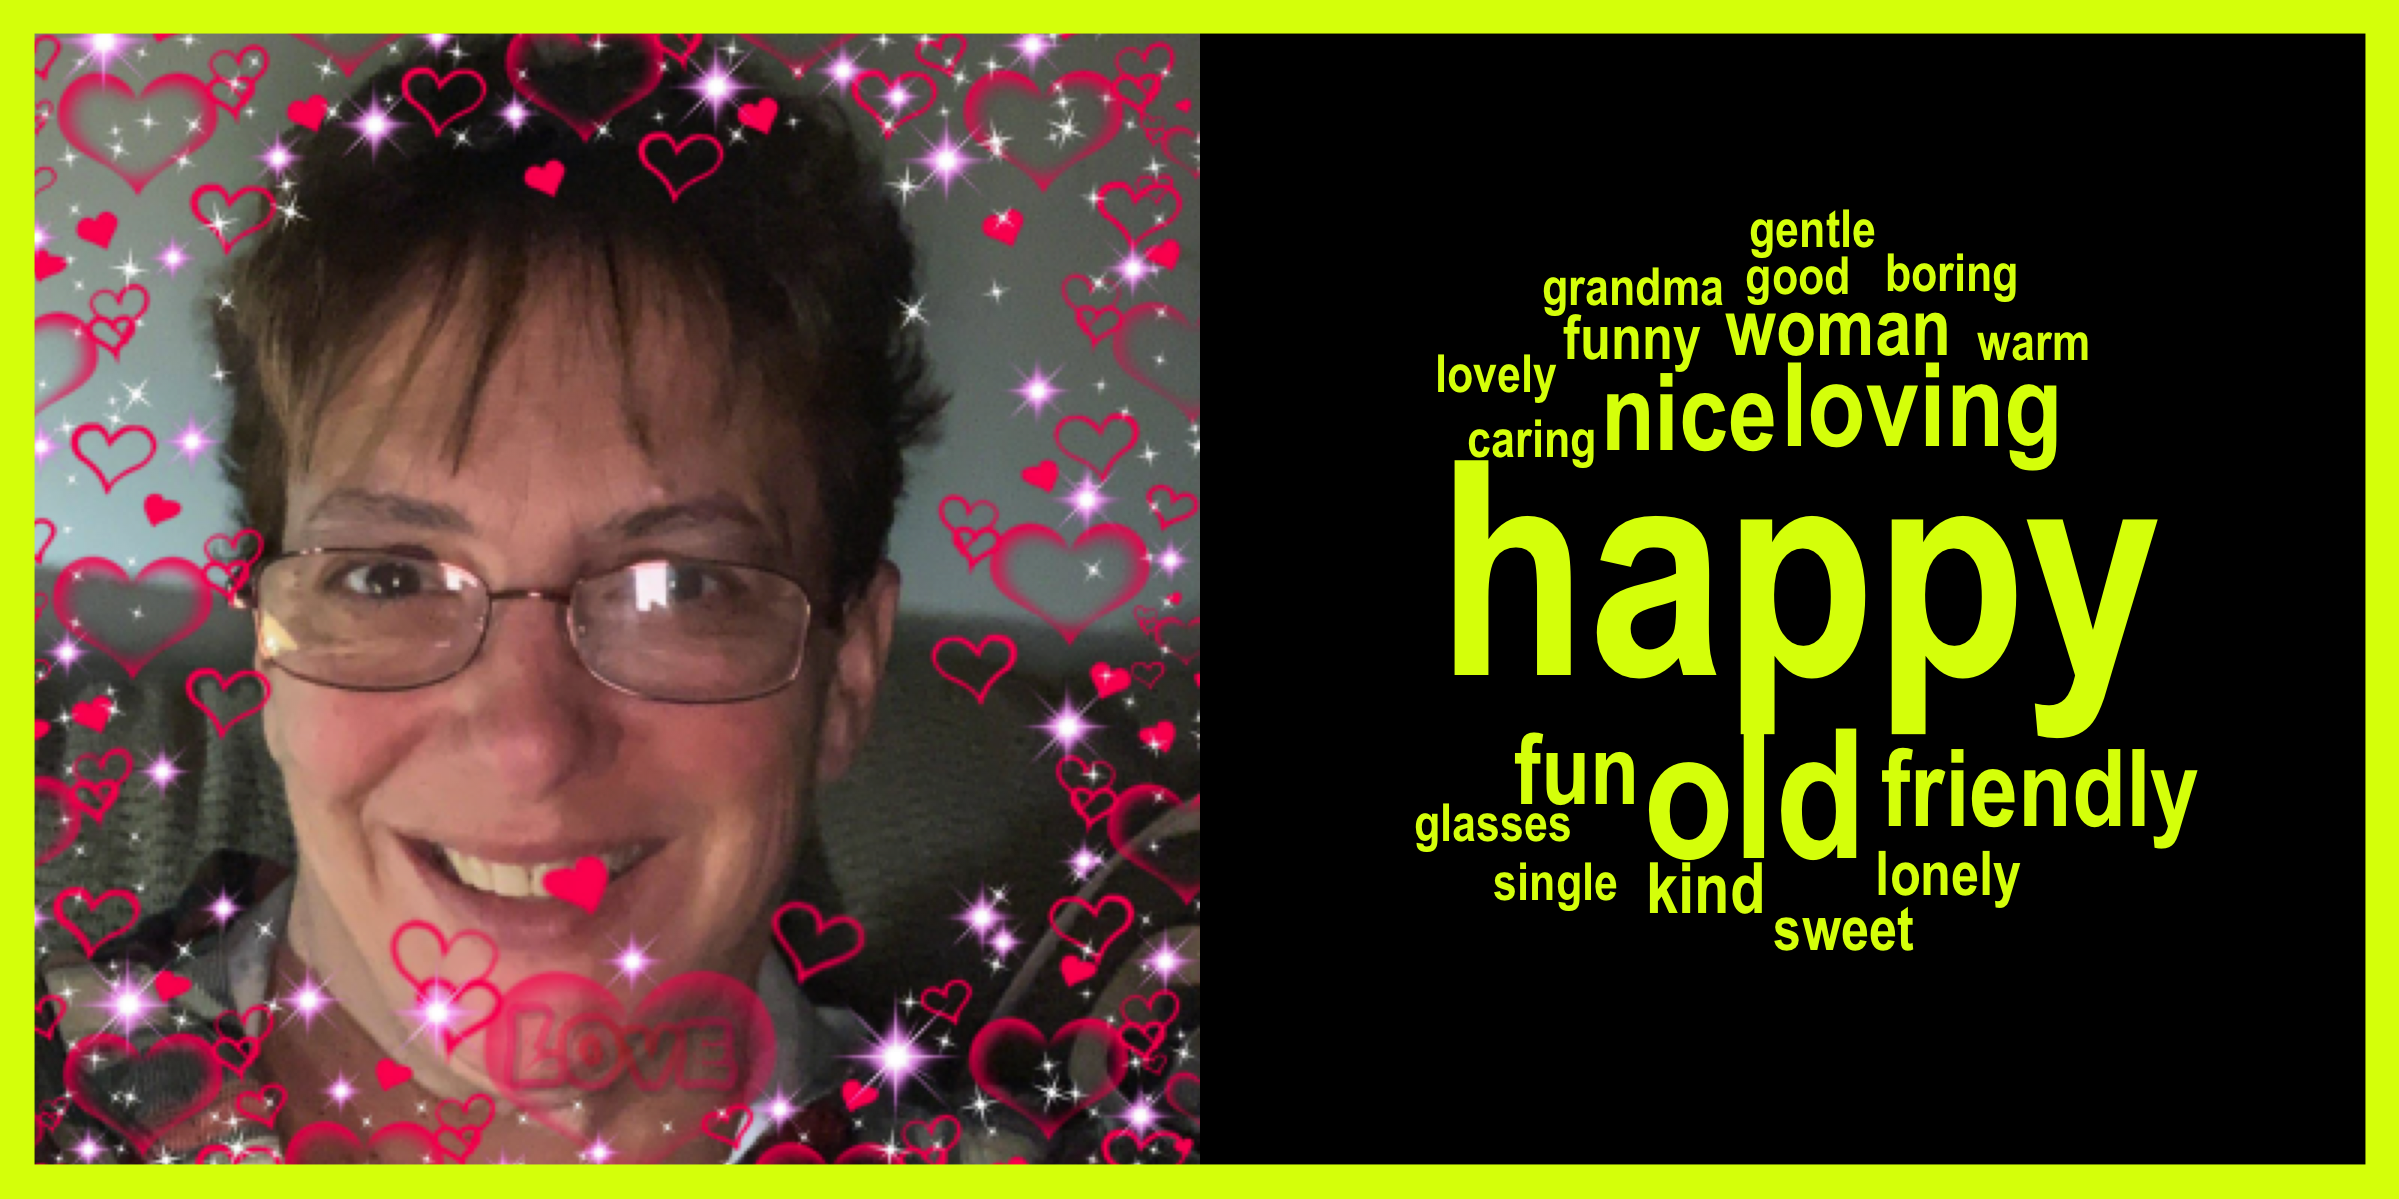 LOVE
gentle
grandma good boring
funny woman warm
lovely
caring nice loving
happy
fun old friendly
glasses
single kind lonely
sweet